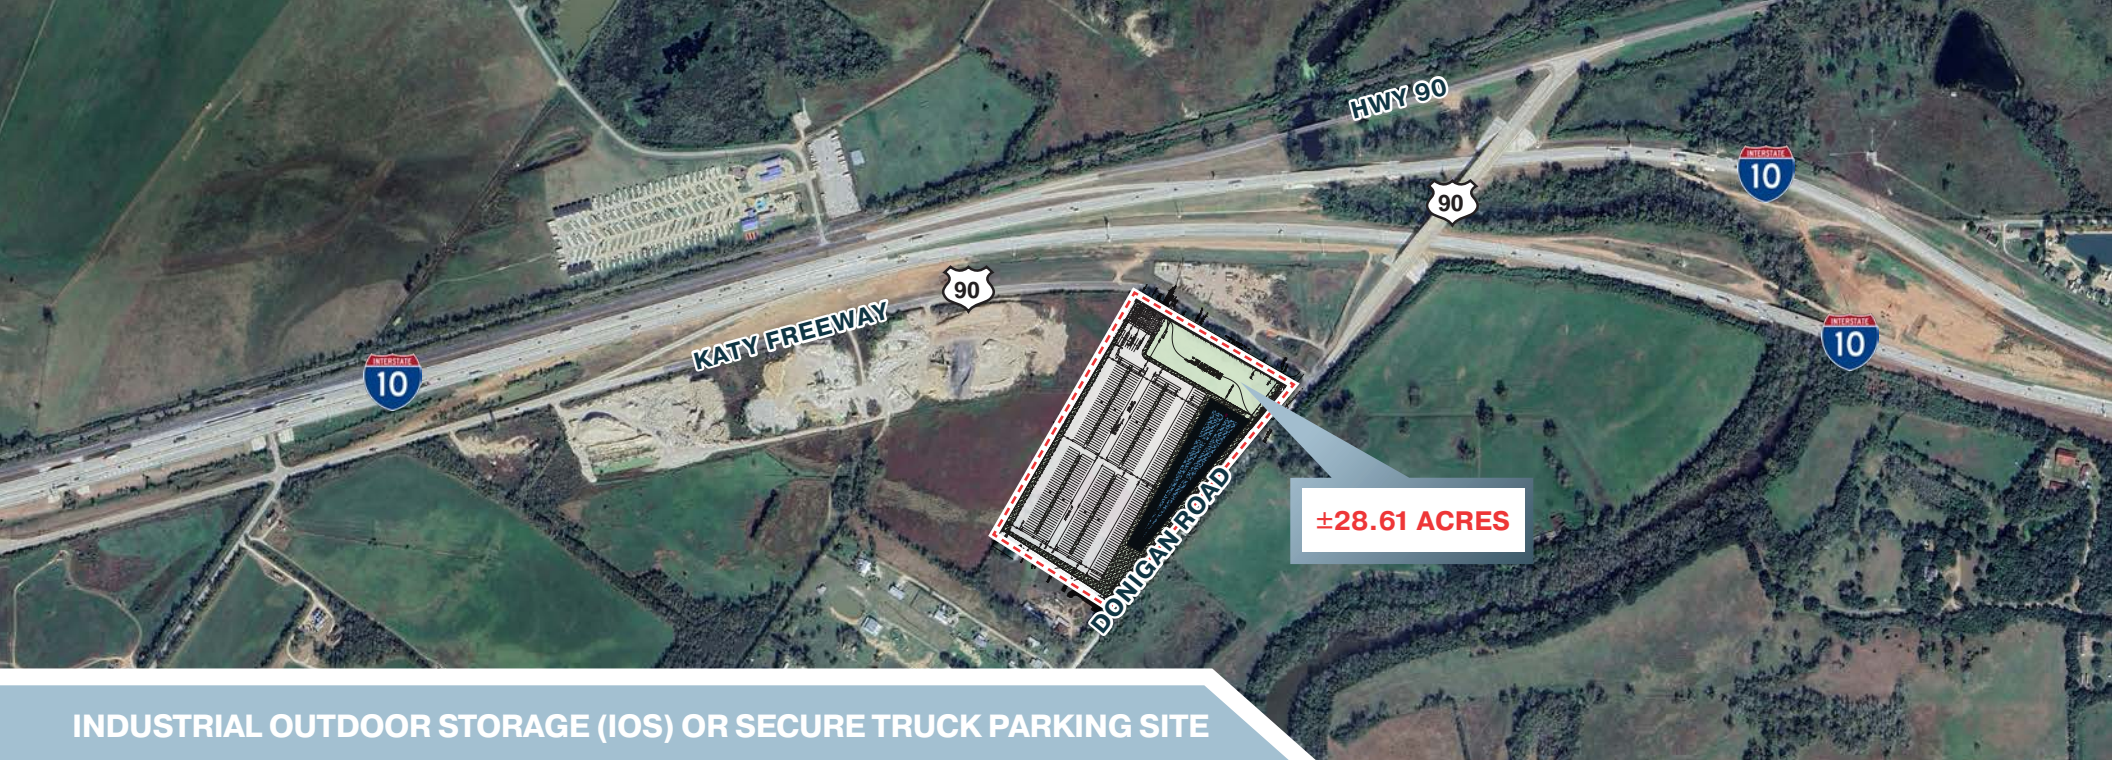 HWY 90
INTERSTATE
10
90
90
KATY FREEWAY
INTERSTATE
10
INTERSTATE
10
±28.61 ACRES
DONIGAN ROAD
INDUSTRIAL OUTDOOR STORAGE (IOS) OR SECURE TRUCK PARKING SITE